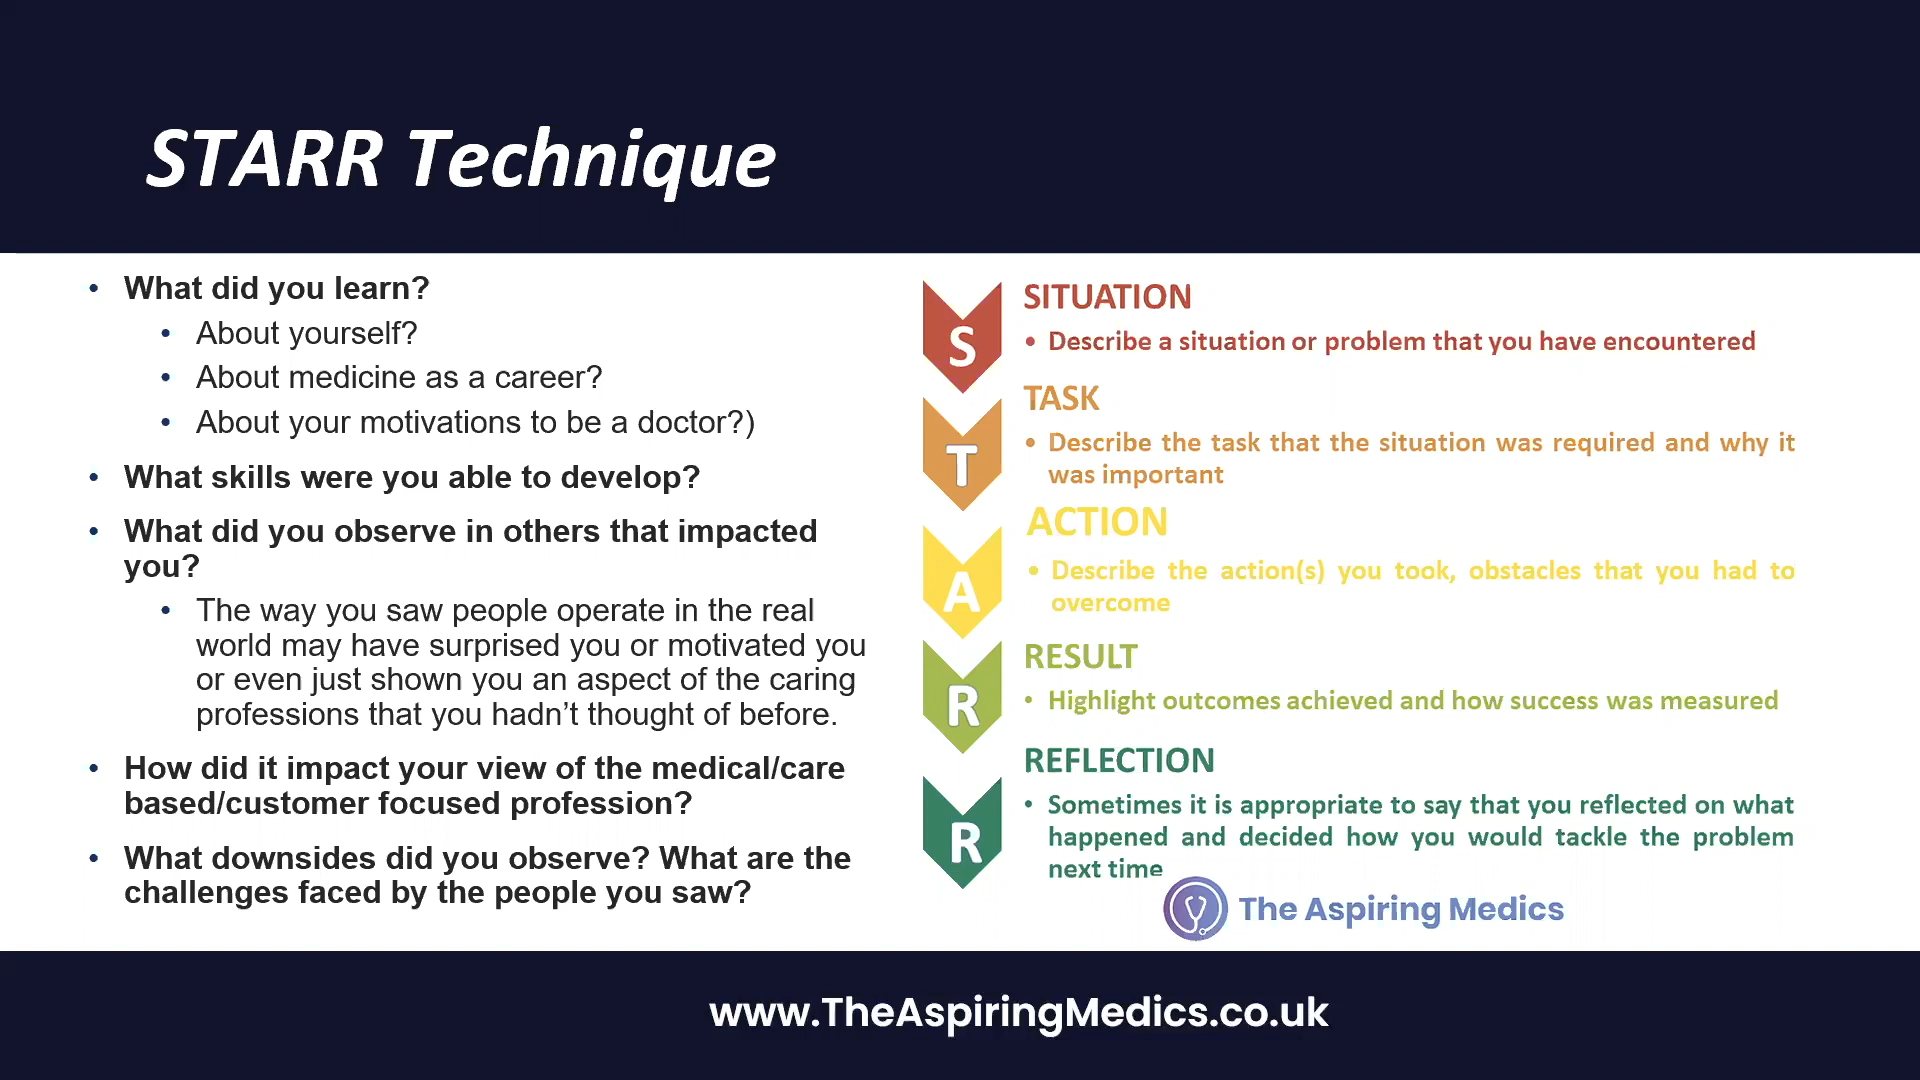 STARR Technique
• What did you learn?
• About yourself?
• About medicine as a career?
• About your motivations to be a doctor?)
• What skills were you able to develop?
• What did you observe in others that impacted
you?
• The way you saw people operate in the real
world may have surprised you or motivated you
or even just shown you an aspect of the caring
professions that you hadn't thought of before.
• How did it impact your view of the medical/care
based/customer focused profession?
• What downsides did you observe? What are the
challenges faced by the people you saw?
S
SITUATION
• Describe a situation or problem that you have encountered
T
TASK
• Describe the task that the situation was required and why it
was important
A
ACTION
• Describe the action(s) you took, obstacles that you had to
overcome
R
RESULT
• Highlight outcomes achieved and how success was measured
R
REFLECTION
• Sometimes it is appropriate to say that you reflected on what
happened and decided how you would tackle the problem
next time
The Aspiring Medics
www.TheAspiringMedics.co.uk